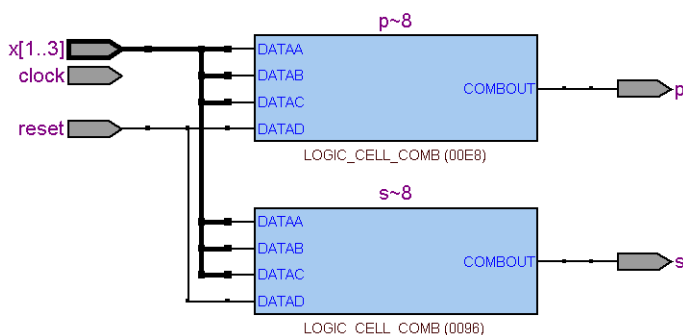 p~8
x[1..3]
DATAA
clock
DATAB
DATAC
COMBOUT
p
reset
DATAD
LOGIC_CELL_COMB (00E8)
s~8
DATAA
DATAB
DATAC
COMBOUT
s
DATAD
LOGIC_CELL_COMB (0096)